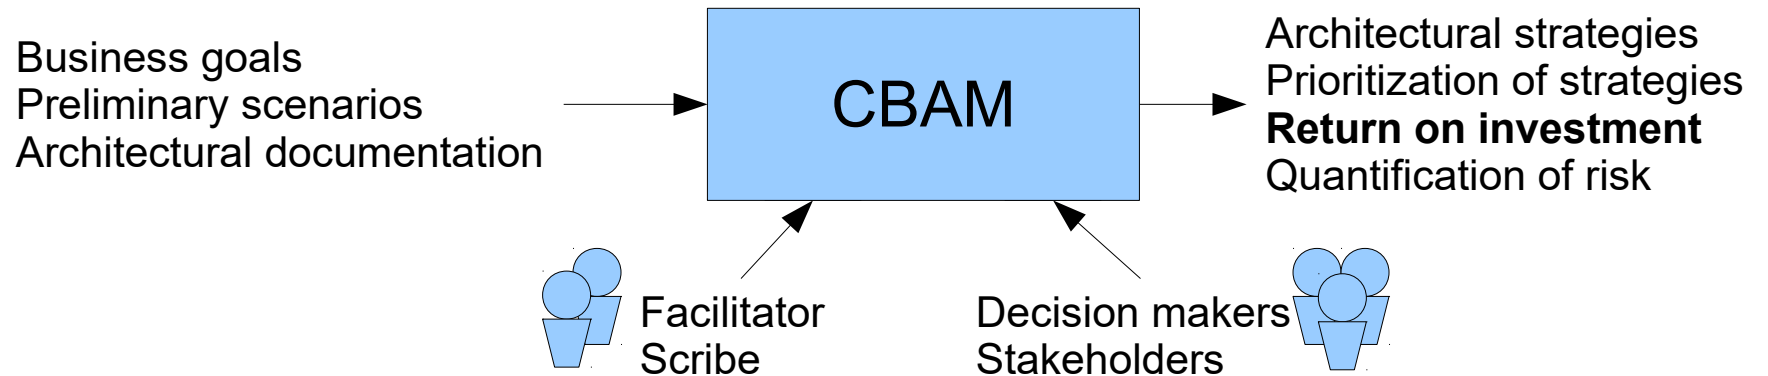 Business goals
Preliminary scenarios
Architectural documentation
CBAM
Architectural strategies
Prioritization of strategies
Return on investment
Quantification of risk
Facilitator
Scribe
Decision makers
Stakeholders